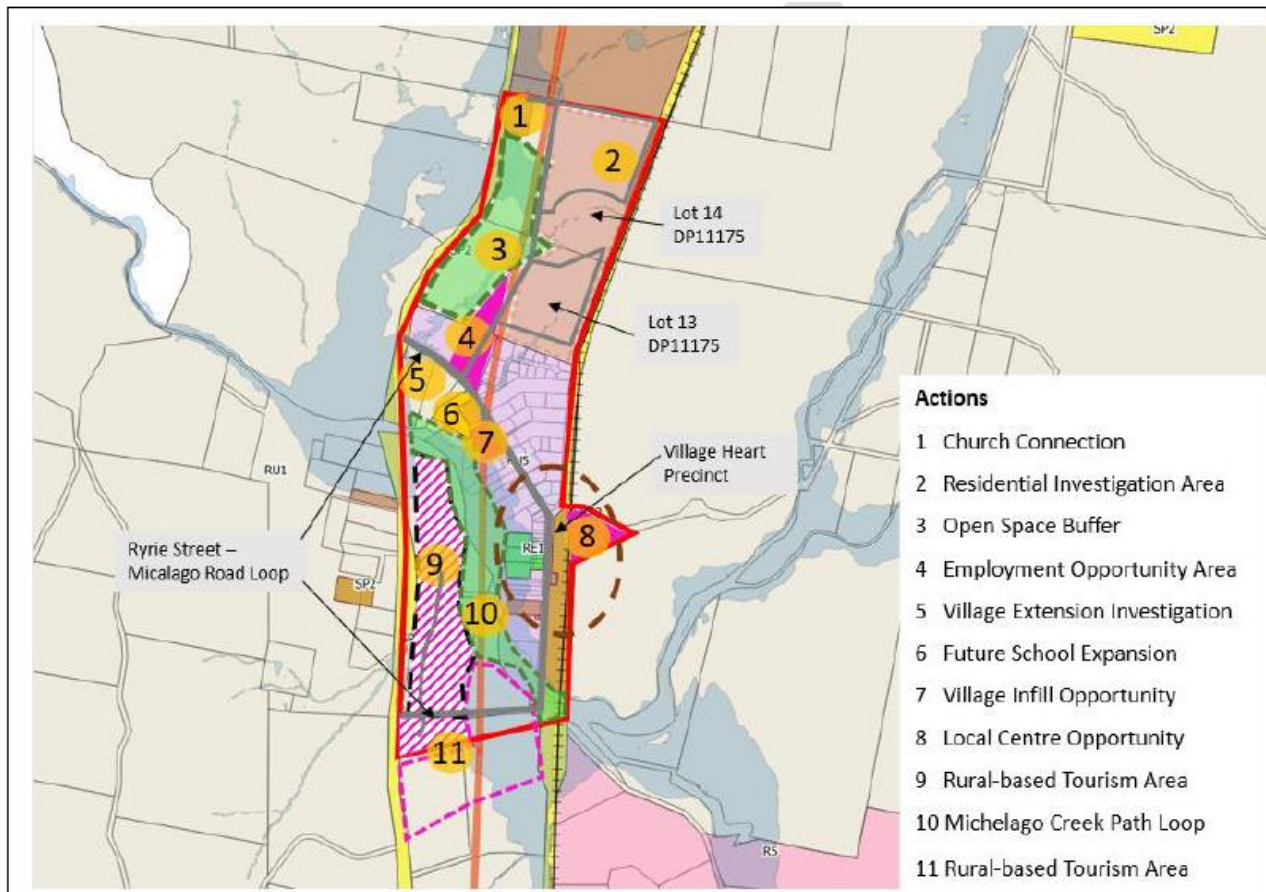 SP2
1
2
Lot 14
DP11175
SP2
3
Lot 13
DP11175
4
5
6
7
Actions
1 Church Connection
2 Residential Investigation Area
3 Open Space Buffer
4 Employment Opportunity Area
5 Village Extension Investigation
6 Future School Expansion
7 Village Infill Opportunity
8 Local Centre Opportunity
9 Rural-based Tourism Area
10 Michelago Creek Path Loop
11 Rural-based Tourism Area
Village Heart
Precinct
RU1
RU5
8
RE1
Ryrie Street –
Micalago Road Loop
9
SP2
10
11
R5